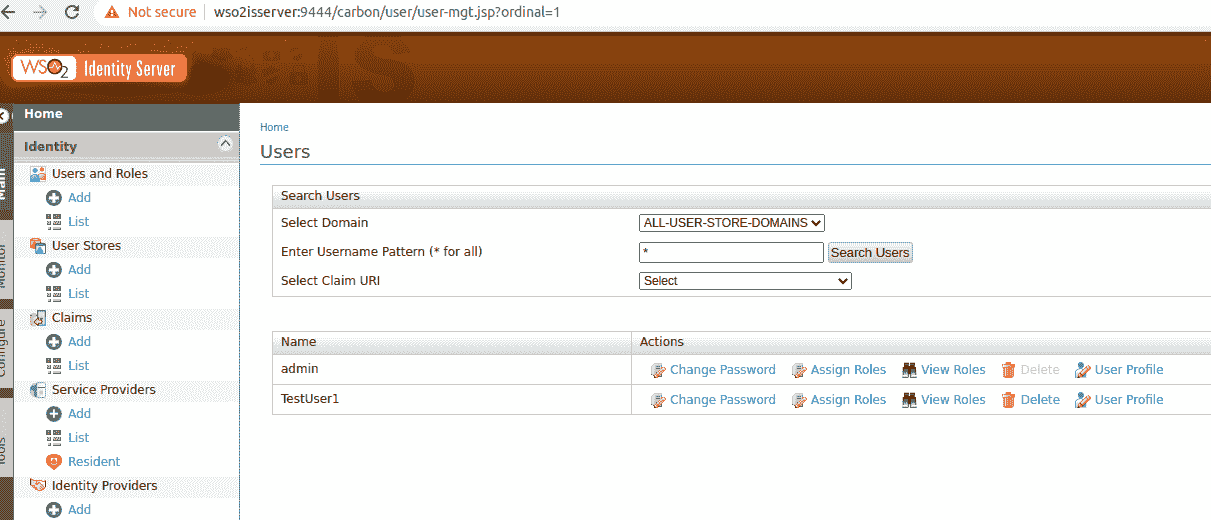 Not secure wso2isserver:9444/carbon/user/user-mgt.jsp?ordinal=1
WSO2 Identity Server
Home
Identity
Users and Roles
Add
List
User Stores
Add
List
Claims
Add
List
Service Providers
Add
List
Resident
Identity Providers
Add
Main
Monitor
Configure
Tools
Home
Users
Search Users
Select Domain ALL-USER-STORE-DOMAINS
Enter Username Pattern (* for all) * Search Users
Select Claim URI Select
Name Actions
admin Change Password Assign Roles View Roles Delete User Profile
TestUser1 Change Password Assign Roles View Roles Delete User Profile